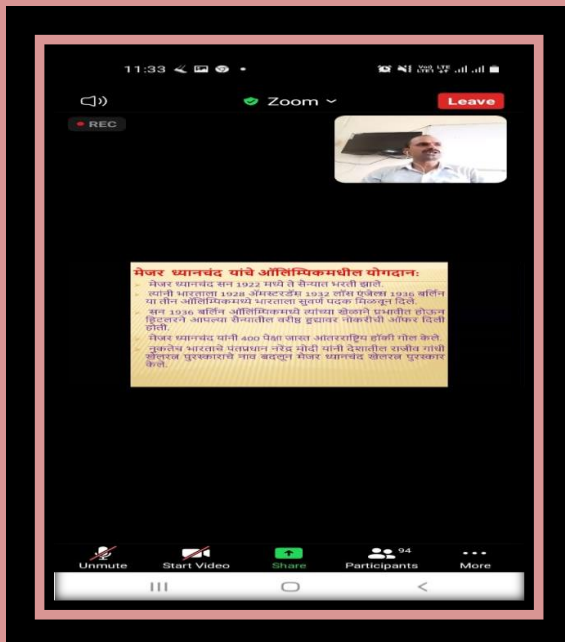 11:33
VoLTE LTE1
Zoom
Leave
REC
मेजर ध्यानचंद यांचे ऑलिम्पिकमधील योगदान:
मेजर ध्यानचंद सन 1922 मध्ये ते सैन्यात भरती झाले.
त्यांनी भारताला 1928 ॲमस्टरडॅम 1932 लॉस एंजेल्स 1936 बर्लिन
या तीन ऑलिम्पिकमध्ये भारताला सुवर्ण पदक मिळवून दिले.
सन 1936 बर्लिन ऑलिम्पिकमध्ये त्यांच्या खेळाने प्रभावीत होऊन
हिटलरने आपल्या सैन्यातील वरीष्ठ हुद्यावर नोकरीची ऑफर दिली
होती.
मेजर ध्यानचंद यांनी 400 पेक्षा जास्त आंतरराष्ट्रिय हॉकी गोल केले.
नुकतेच भारताचे पंतप्रधान नरेंद्र मोदी यांनी देशातील राजीव गांधी
खेलरत्न पुरस्काराचे नाव बदलून मेजर ध्यानचंद खेलरत्न पुरस्कार
केले.
94
Unmute Start Video Share Participants More